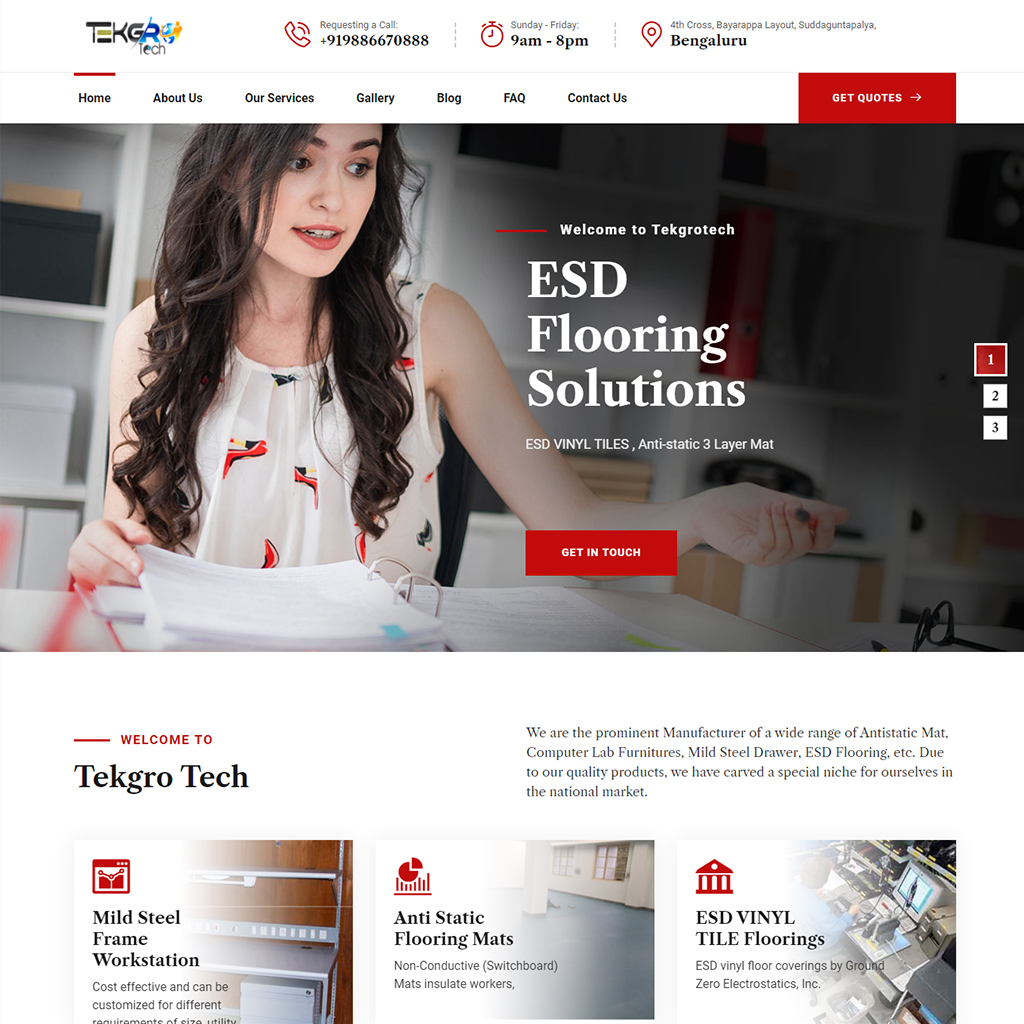 TEKGRO
Tech
Requesting a Call:
+919886670888
Sunday - Friday:
9am - 8pm
4th Cross, Bayarappa Layout, Suddaguntapalya,
Bengaluru
Home
About Us
Our Services
Gallery
Blog
FAQ
Contact Us
GET QUOTES
Welcome to Tekgrotech
ESD
Flooring
Solutions
ESD VINYL TILES , Anti-static 3 Layer Mat
GET IN TOUCH
1
2
3
WELCOME TO
Tekgro Tech
We are the prominent Manufacturer of a wide range of Antistatic Mat,
Computer Lab Furnitures, Mild Steel Drawer, ESD Flooring, etc. Due
to our quality products, we have carved a special niche for ourselves in
the national market.
Mild Steel
Frame
Workstation
Cost effective and can be
customized for different
requirements of size, utility
Anti Static
Flooring Mats
Non-Conductive (Switchboard)
Mats insulate workers,
ESD VINYL
TILE Floorings
ESD vinyl floor coverings by Ground
Zero Electrostatics, Inc.